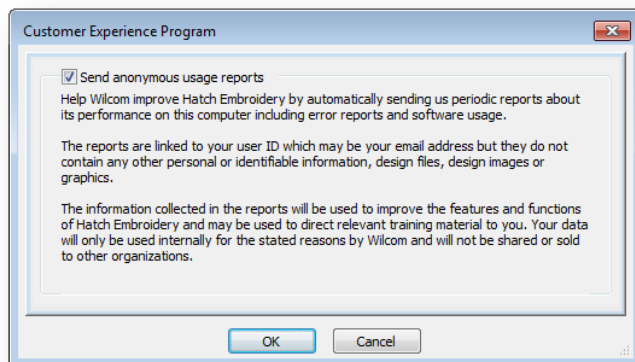 Customer Experience Program
Send anonymous usage reports
Help Wilcom improve Hatch Embroidery by automatically sending us periodic reports about
its performance on this computer including error reports and software usage.
The reports are linked to your user ID which may be your email address but they do not
contain any other personal or identifiable information, design files, design images or
graphics.
The information collected in the reports will be used to improve the features and functions
of Hatch Embroidery and may be used to direct relevant training material to you. Your data
will only be used internally for the stated reasons by Wilcom and will not be shared or sold
to other organizations.
OK
Cancel